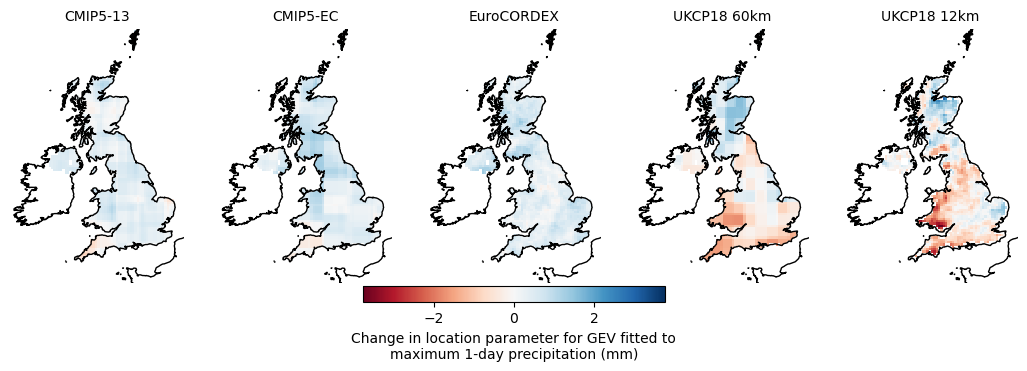 CMIP5-13
CMIP5-EC
EuroCORDEX
UKCP18 60km
UKCP18 12km
−2
0
2
Change in location parameter for GEV fitted to
maximum 1-day precipitation (mm)